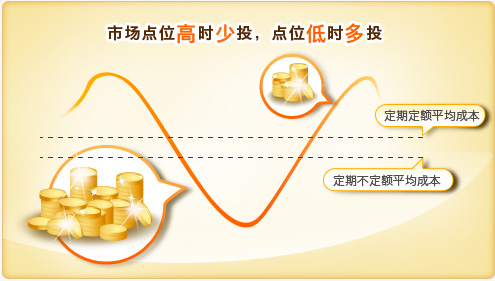 市场点位高时少投，点位低时多投
定期定额平均成本
定期不定额平均成本